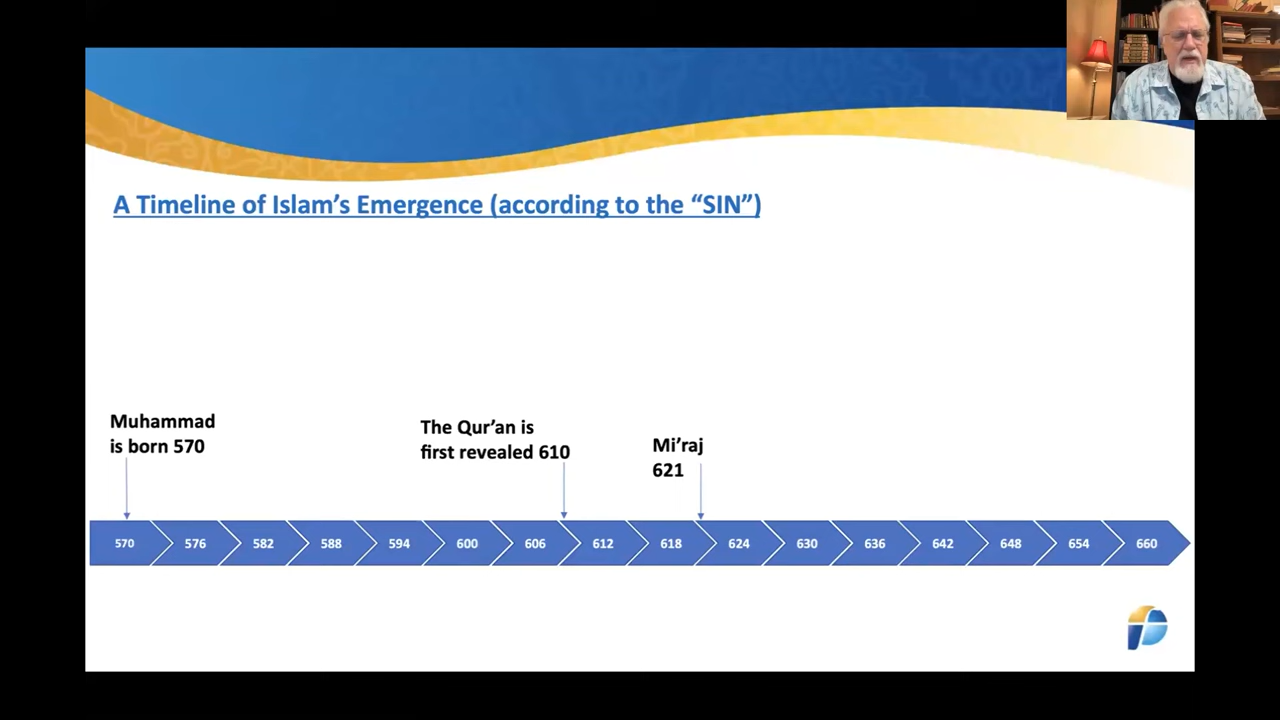 A Timeline of Islam’s Emergence (according to the “SIN”)
Muhammad
is born 570
The Qur’an is
first revealed 610
Mi’raj
621
570 576 582 588 594 600 606 612 618 624 630 636 642 648 654 660